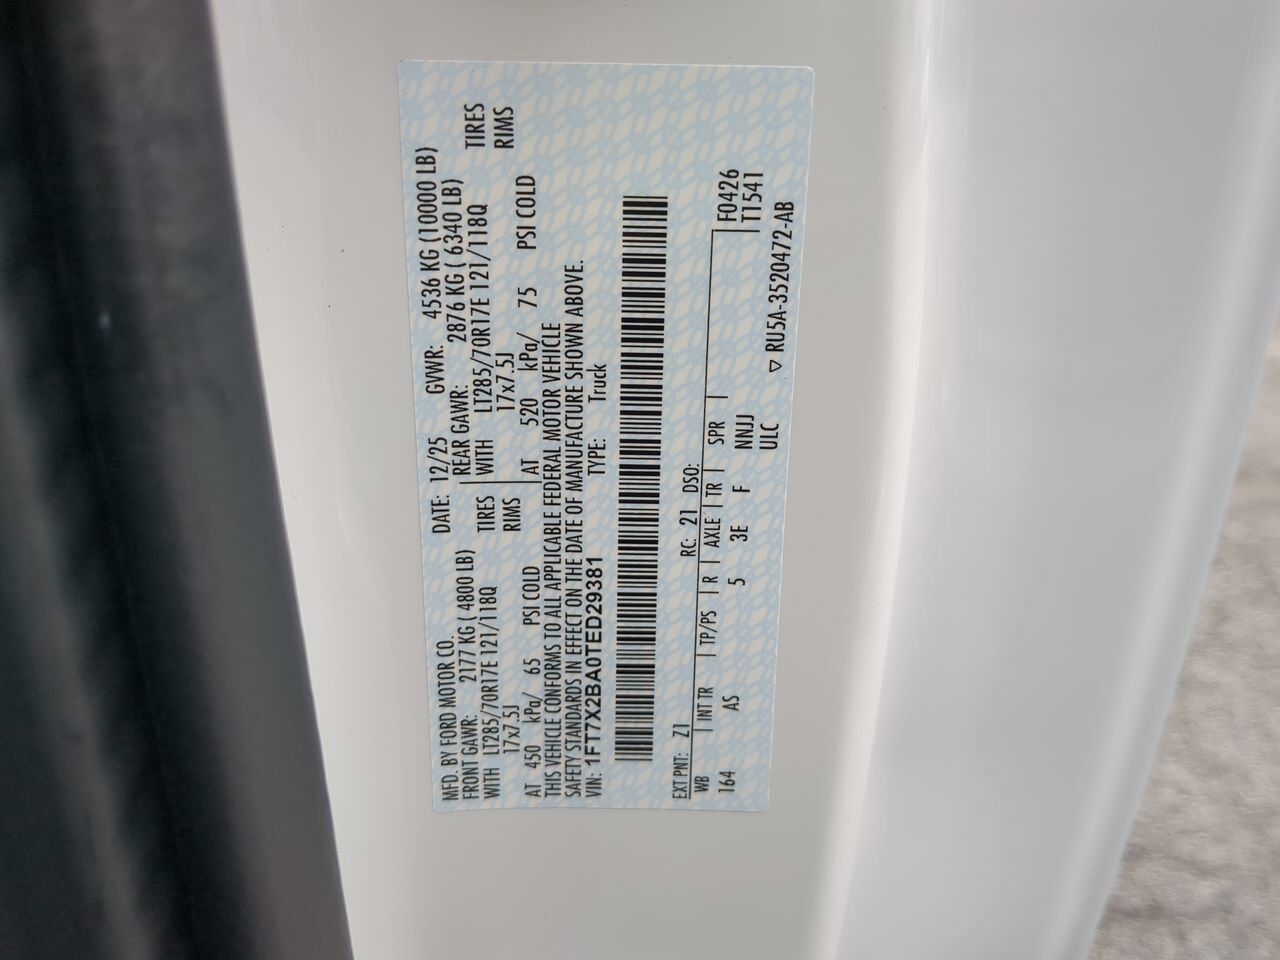 MFD. BY FORD MOTOR CO. DATE: 12/25 GVWR: 4536 KG (10000 LB)
FRONT GAWR: 2177 KG ( 4800 LB) REAR GAWR: 2876 KG ( 6340 LB)
WITH LT285/70R17E 121/118Q TIRES WITH LT285/70R17E 121/118Q TIRES
17x7.5J RIMS 17x7.5J RIMS
AT 450 kPa/ 65 PSI COLD AT 520 kPa/ 75 PSI COLD
THIS VEHICLE CONFORMS TO ALL APPLICABLE FEDERAL MOTOR VEHICLE
SAFETY STANDARDS IN EFFECT ON THE DATE OF MANUFACTURE SHOWN ABOVE.
VIN: 1FT7X2BA0TED29381 TYPE: Truck
EXT PNT: Z1 RC: 21 DSO:
WB INT TR TP/PS R AXLE TR SPR F0426
164 AS 5 3E F NNJJ T1541
ULC
▽ RU5A-3520472-AB